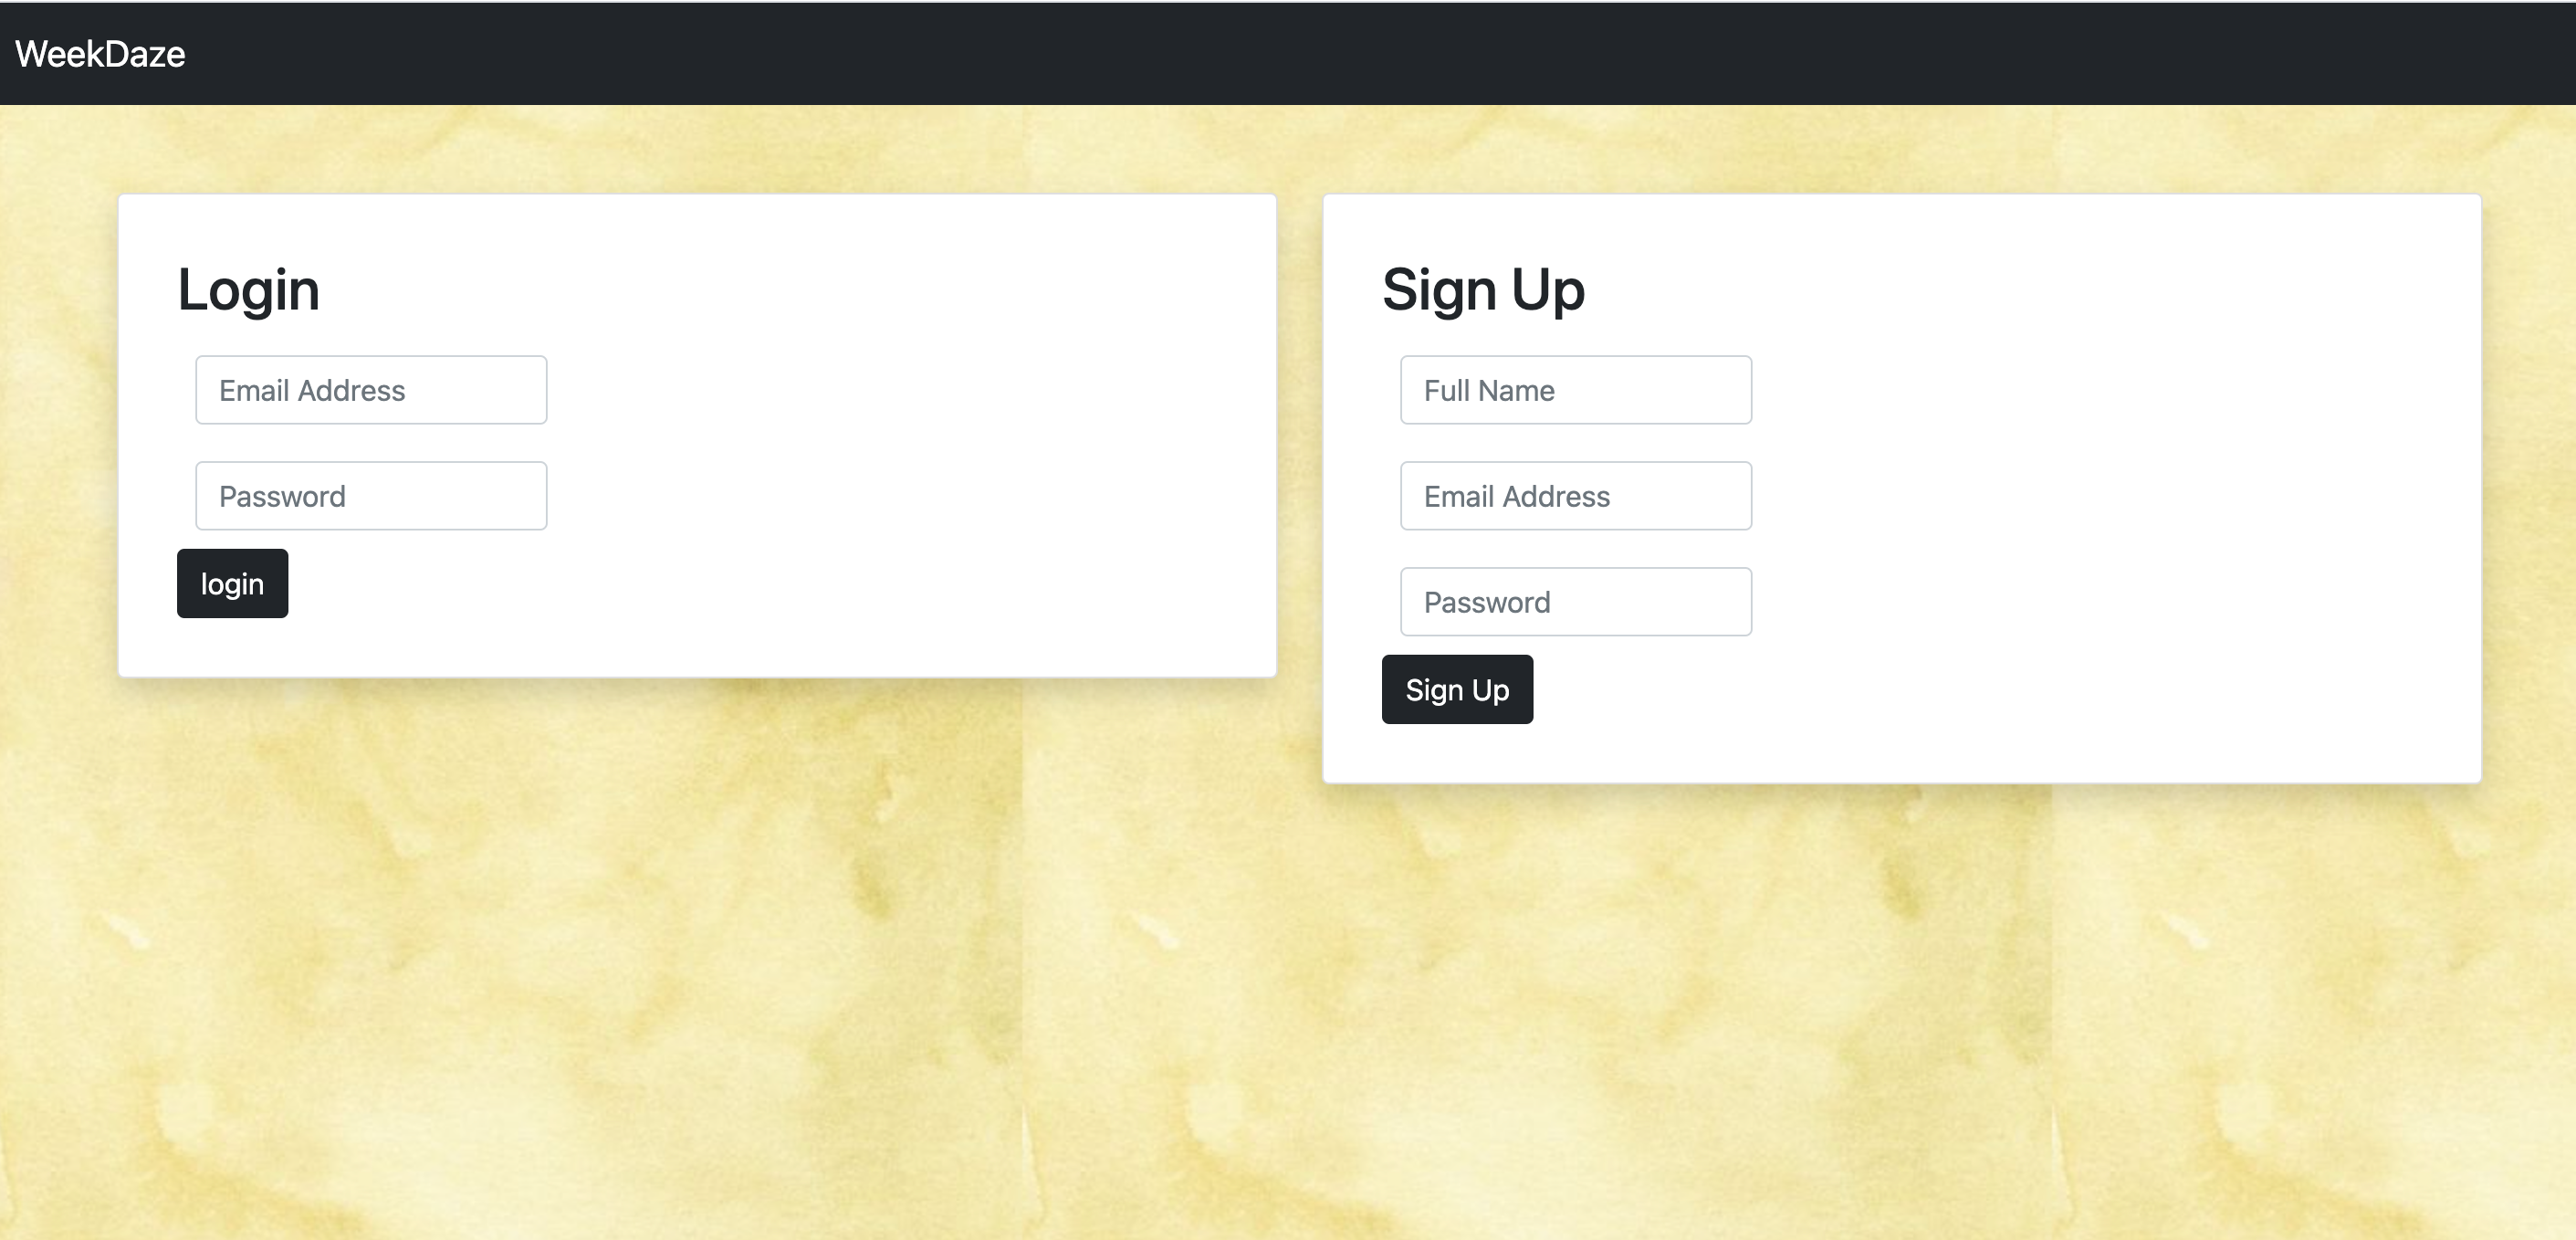 WeekDaze
Login
Email Address
Password
login
Sign Up
Full Name
Email Address
Password
Sign Up